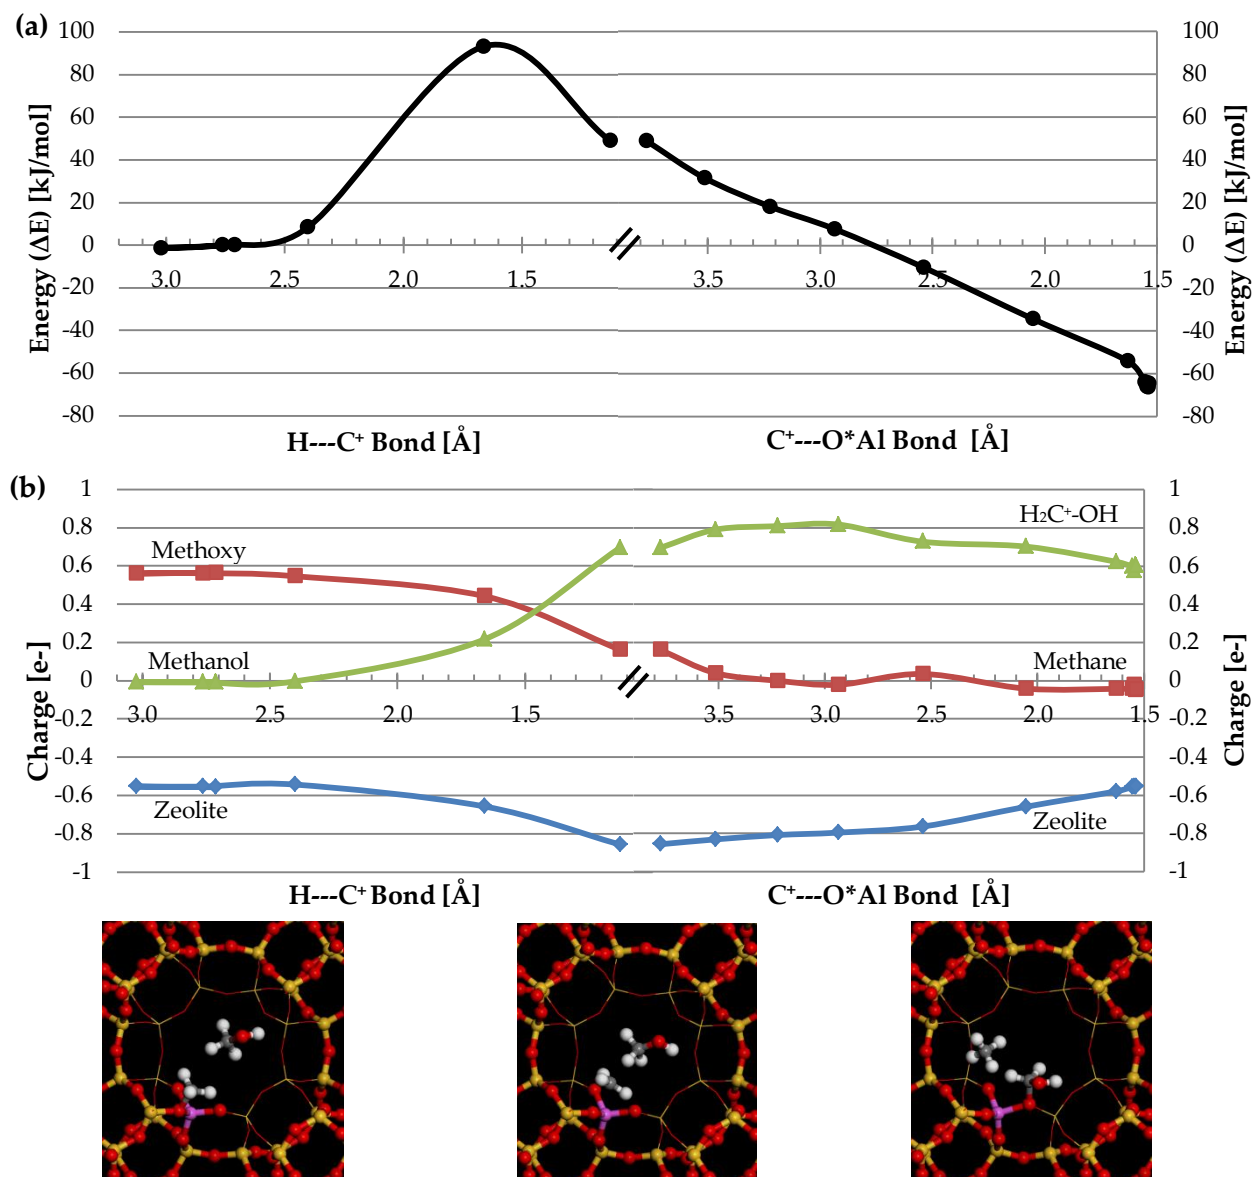 (a)
Energy (ΔE) [kJ/mol]
100
80
60
40
20
0
-20
-40
-60
-80
3.0 2.5 2.0 1.5
3.5 3.0 2.5 2.0 1.5
100
80
60
40
20
0
-20
-40
-60
-80
Energy (ΔE) [kJ/mol]
H---C⁺ Bond [Å] C⁺---O*Al Bond [Å]
(b)
Charge [e-]
1
0.8
0.6
0.4
0.2
0
-0.2
-0.4
-0.6
-0.8
-1
Methoxy
Methanol
Zeolite
3.0 2.5 2.0 1.5
3.5 3.0 2.5 2.0 1.5
H₂C⁺-OH
Methane
Zeolite
1
0.8
0.6
0.4
0.2
0
-0.2
-0.4
-0.6
-0.8
-1
Charge [e-]
H---C⁺ Bond [Å] C⁺---O*Al Bond [Å]